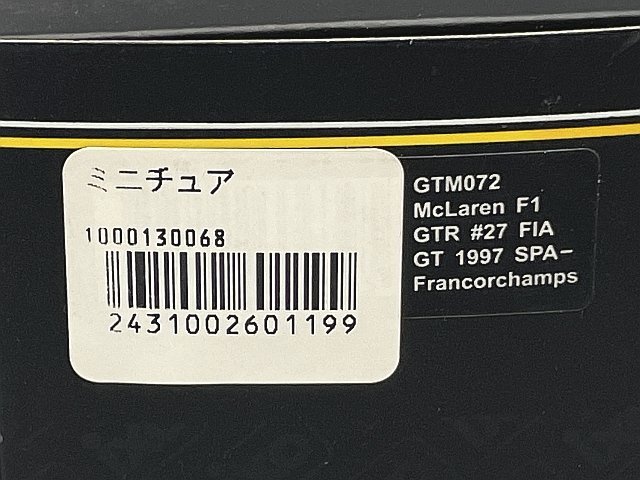 ミニチュア
1000130068
2431002601199
GTM072
McLaren F1
GTR #27 FIA
GT 1997 SPA-
Francorchamps